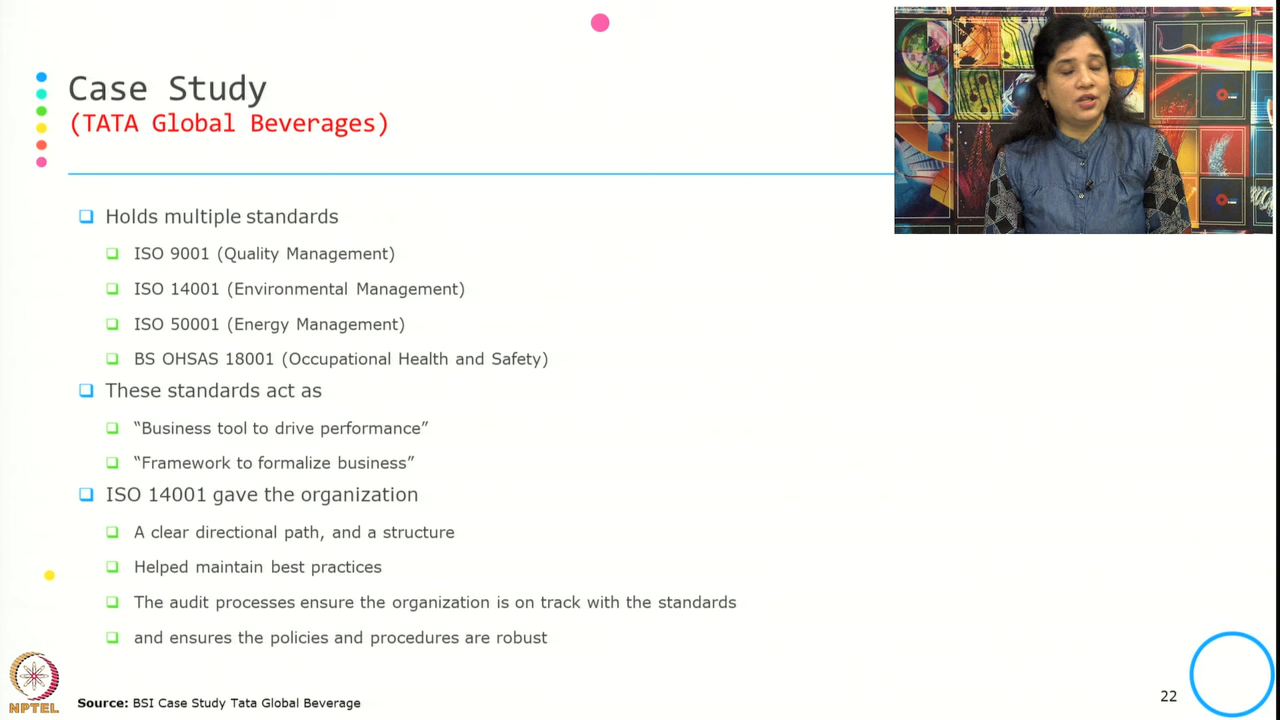 Case Study
(TATA Global Beverages)
Holds multiple standards
ISO 9001 (Quality Management)
ISO 14001 (Environmental Management)
ISO 50001 (Energy Management)
BS OHSAS 18001 (Occupational Health and Safety)
These standards act as
“Business tool to drive performance”
“Framework to formalize business”
ISO 14001 gave the organization
A clear directional path, and a structure
Helped maintain best practices
The audit processes ensure the organization is on track with the standards
and ensures the policies and procedures are robust
NPTEL
Source: BSI Case Study Tata Global Beverage
22